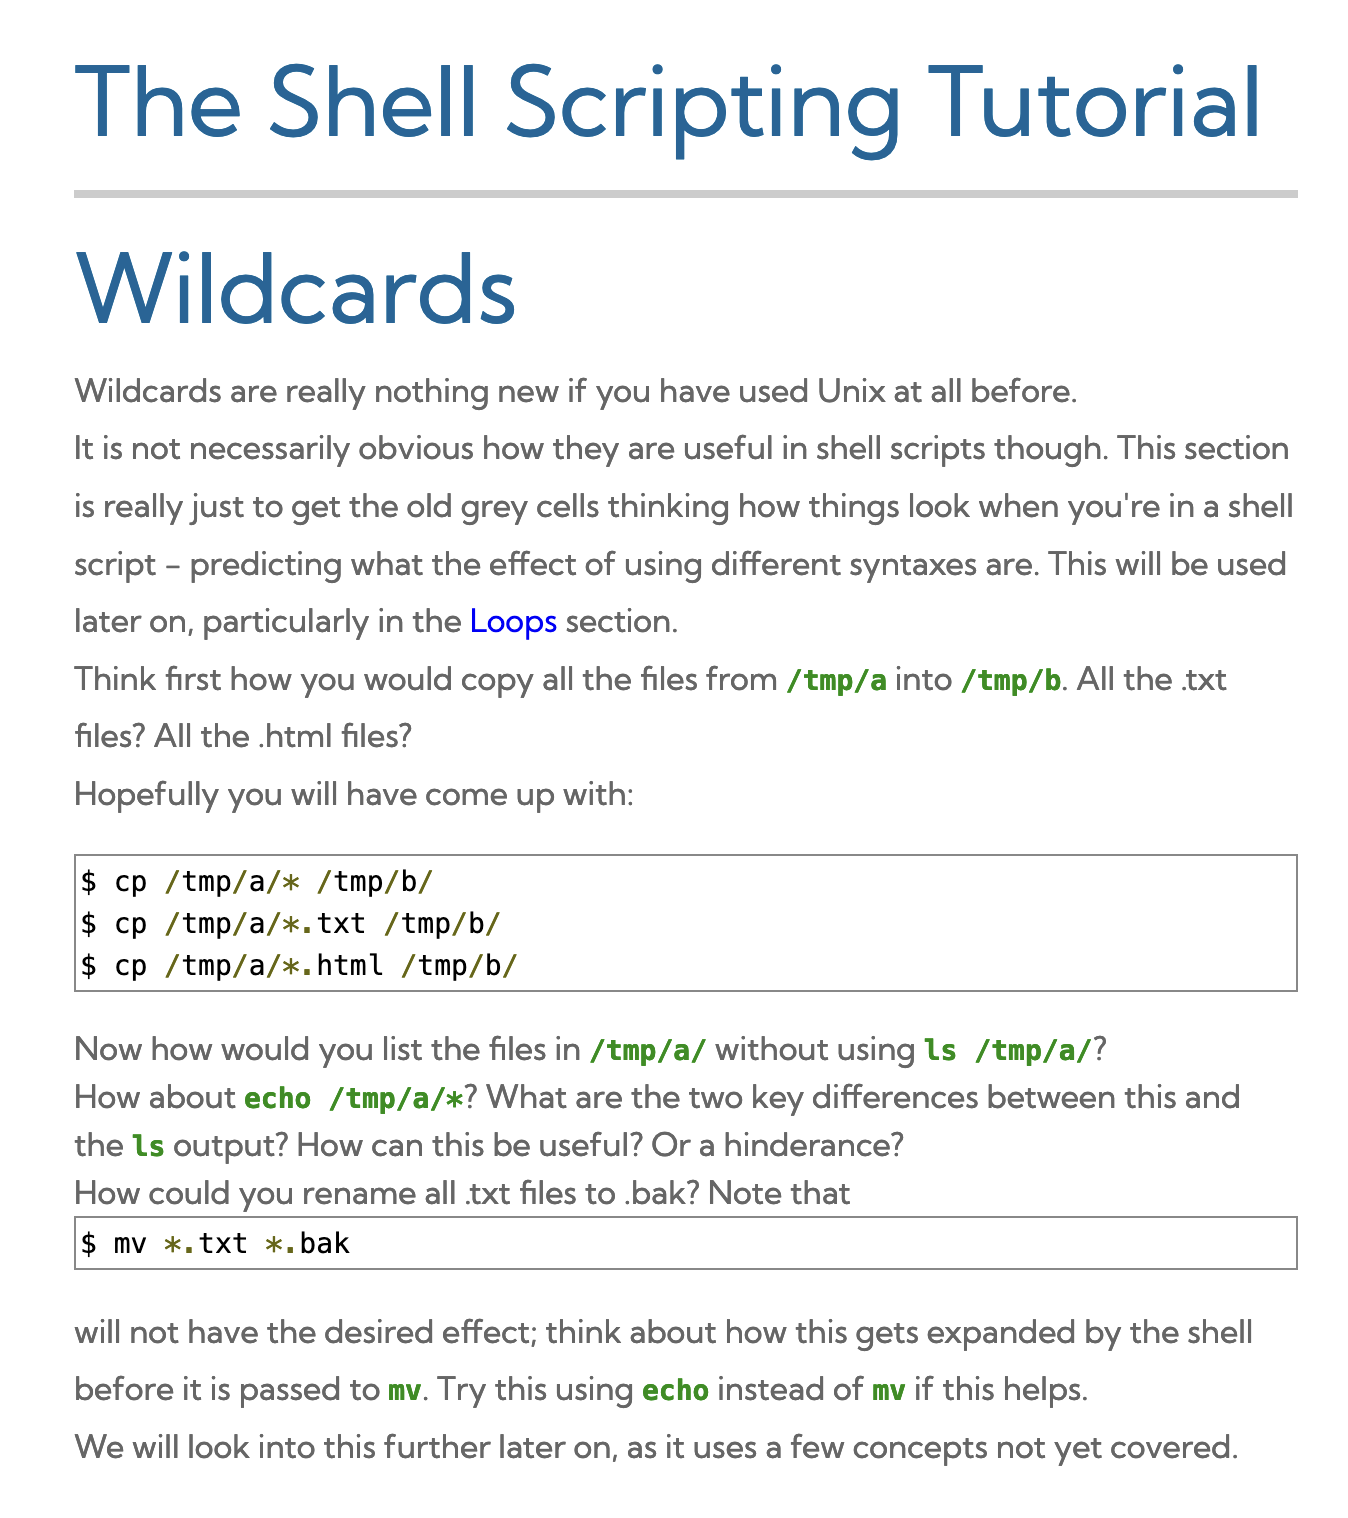 The Shell Scripting Tutorial
Wildcards
Wildcards are really nothing new if you have used Unix at all before.
It is not necessarily obvious how they are useful in shell scripts though. This section
is really just to get the old grey cells thinking how things look when you're in a shell
script – predicting what the effect of using different syntaxes are. This will be used
later on, particularly in the Loops section.
Think first how you would copy all the files from /tmp/a into /tmp/b. All the .txt
files? All the .html files?
Hopefully you will have come up with:
$ cp /tmp/a/* /tmp/b/
$ cp /tmp/a/*.txt /tmp/b/
$ cp /tmp/a/*.html /tmp/b/
Now how would you list the files in /tmp/a/ without using ls /tmp/a/?
How about echo /tmp/a/*? What are the two key differences between this and
the ls output? How can this be useful? Or a hinderance?
How could you rename all .txt files to .bak? Note that
$ mv *.txt *.bak
will not have the desired effect; think about how this gets expanded by the shell
before it is passed to mv. Try this using echo instead of mv if this helps.
We will look into this further later on, as it uses a few concepts not yet covered.